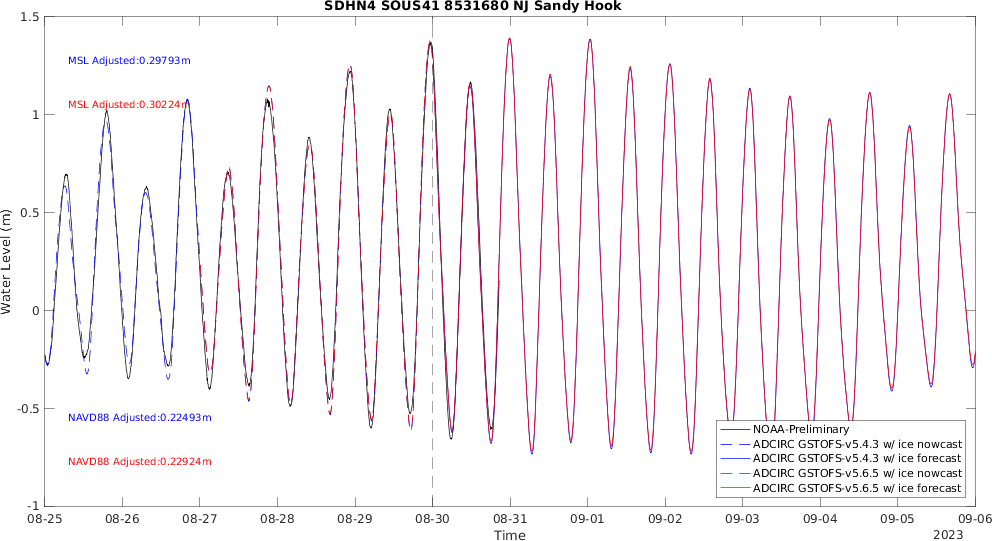 SDHN4 SOUS41 8531680 NJ Sandy Hook
1.5
MSL Adjusted:0.29793m
MSL Adjusted:0.30224m
1
0.5
Water Level (m)
0
-0.5
NAVD88 Adjusted:0.22493m
NAVD88 Adjusted:0.22924m
-1
NOAA-Preliminary
ADCIRC GSTOFS-v5.4.3 w/ ice nowcast
ADCIRC GSTOFS-v5.4.3 w/ ice forecast
ADCIRC GSTOFS-v5.6.5 w/ ice nowcast
ADCIRC GSTOFS-v5.6.5 w/ ice forecast
08-25 08-26 08-27 08-28 08-29 08-30 08-31 09-01 09-02 09-03 09-04 09-05 09-06
Time
2023